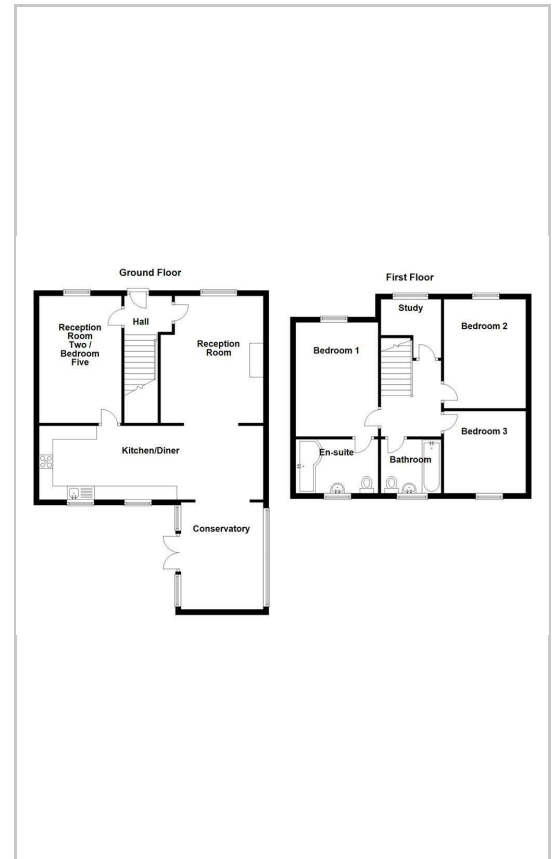 Ground Floor
Reception
Room
Two /
Bedroom
Five
Hall
Reception
Room
Kitchen/Diner
Conservatory
First Floor
Study
Bedroom 1
Bedroom 2
Bedroom 3
En-suite
Bathroom